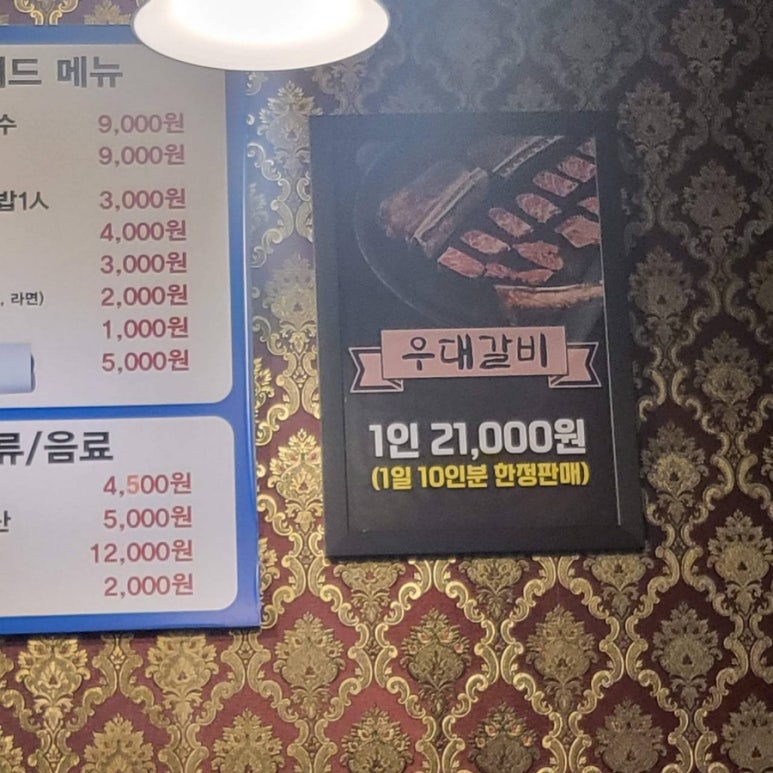 드 메뉴
수 9,000원
9,000원
밥1人 3,000원
4,000원
3,000원
, 라면) 2,000원
1,000원
5,000원
류/음료
4,500원
산 5,000원
12,000원
2,000원
우대갈비
1인 21,000원
(1일 10인분 한정판매)